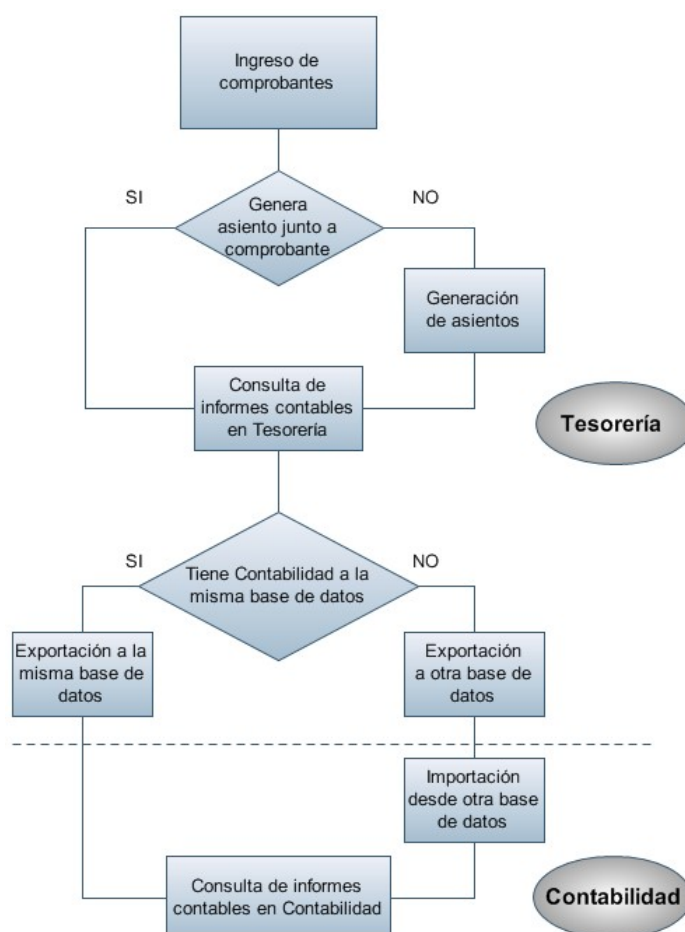 Ingreso de
comprobantes
SI
NO
Genera
asiento junto a
comprobante
Generación
de asientos
Consulta de
informes contables
en Tesorería
Tesorería
SI
NO
Tiene Contabilidad a la
misma base de datos
Exportación a la
misma base de
datos
Exportación
a otra base de
datos
Importación
desde otra base
de datos
Consulta de informes
contables en Contabilidad
Contabilidad